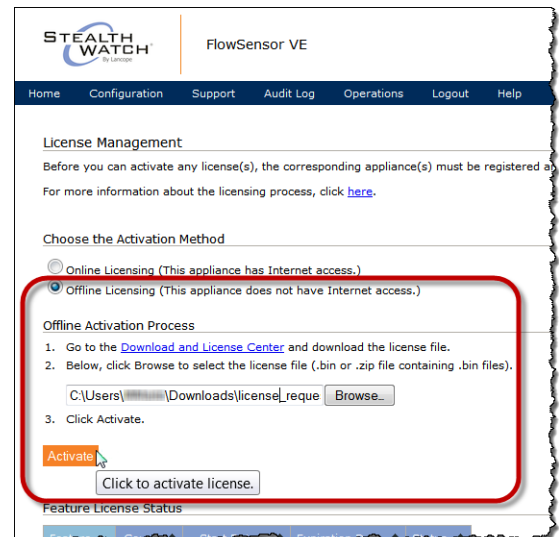 STEALTH
WATCH
By Lancope
FlowSensor VE
Home Configuration Support Audit Log Operations Logout Help
License Management
Before you can activate any license(s), the corresponding appliance(s) must be registered
For more information about the licensing process, click here.
Choose the Activation Method
Online Licensing (This appliance has Internet access.)
Offline Licensing (This appliance does not have Internet access.)
Offline Activation Process
1. Go to the Download and License Center and download the license file.
2. Below, click Browse to select the license file (.bin or .zip file containing .bin files).
C:\Users\ \Downloads\license_reque Browse...
3. Click Activate.
Activate
Click to activate license.
Feature License Status